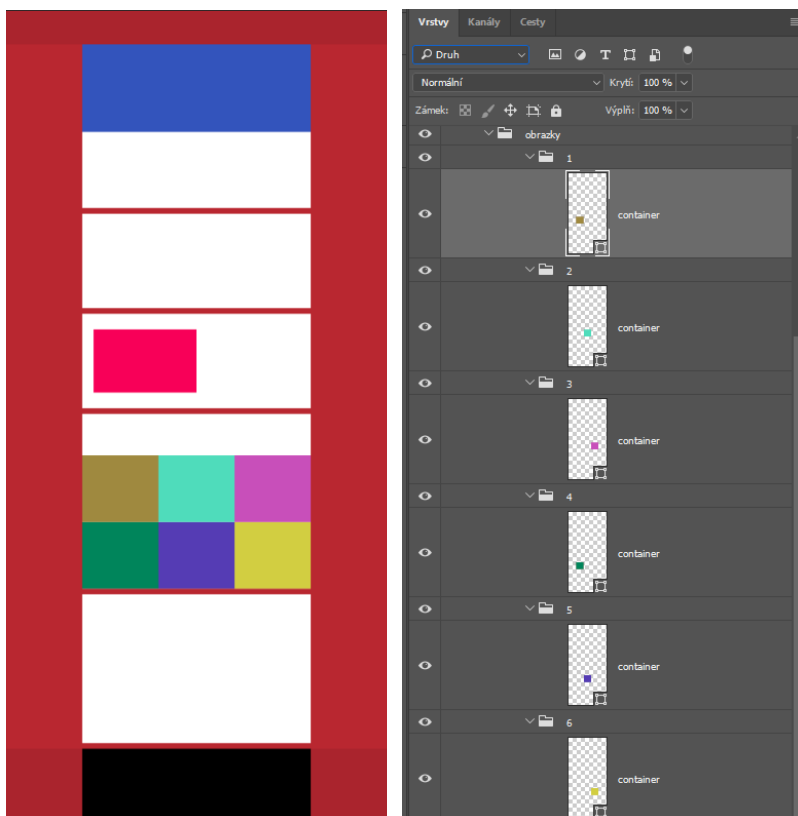 Vrstvy Kanály Cesty
Druh
Normální Krytí: 100 %
Zámek: Výplň: 100 %
obrazky
1
container
2
container
3
container
4
container
5
container
6
container